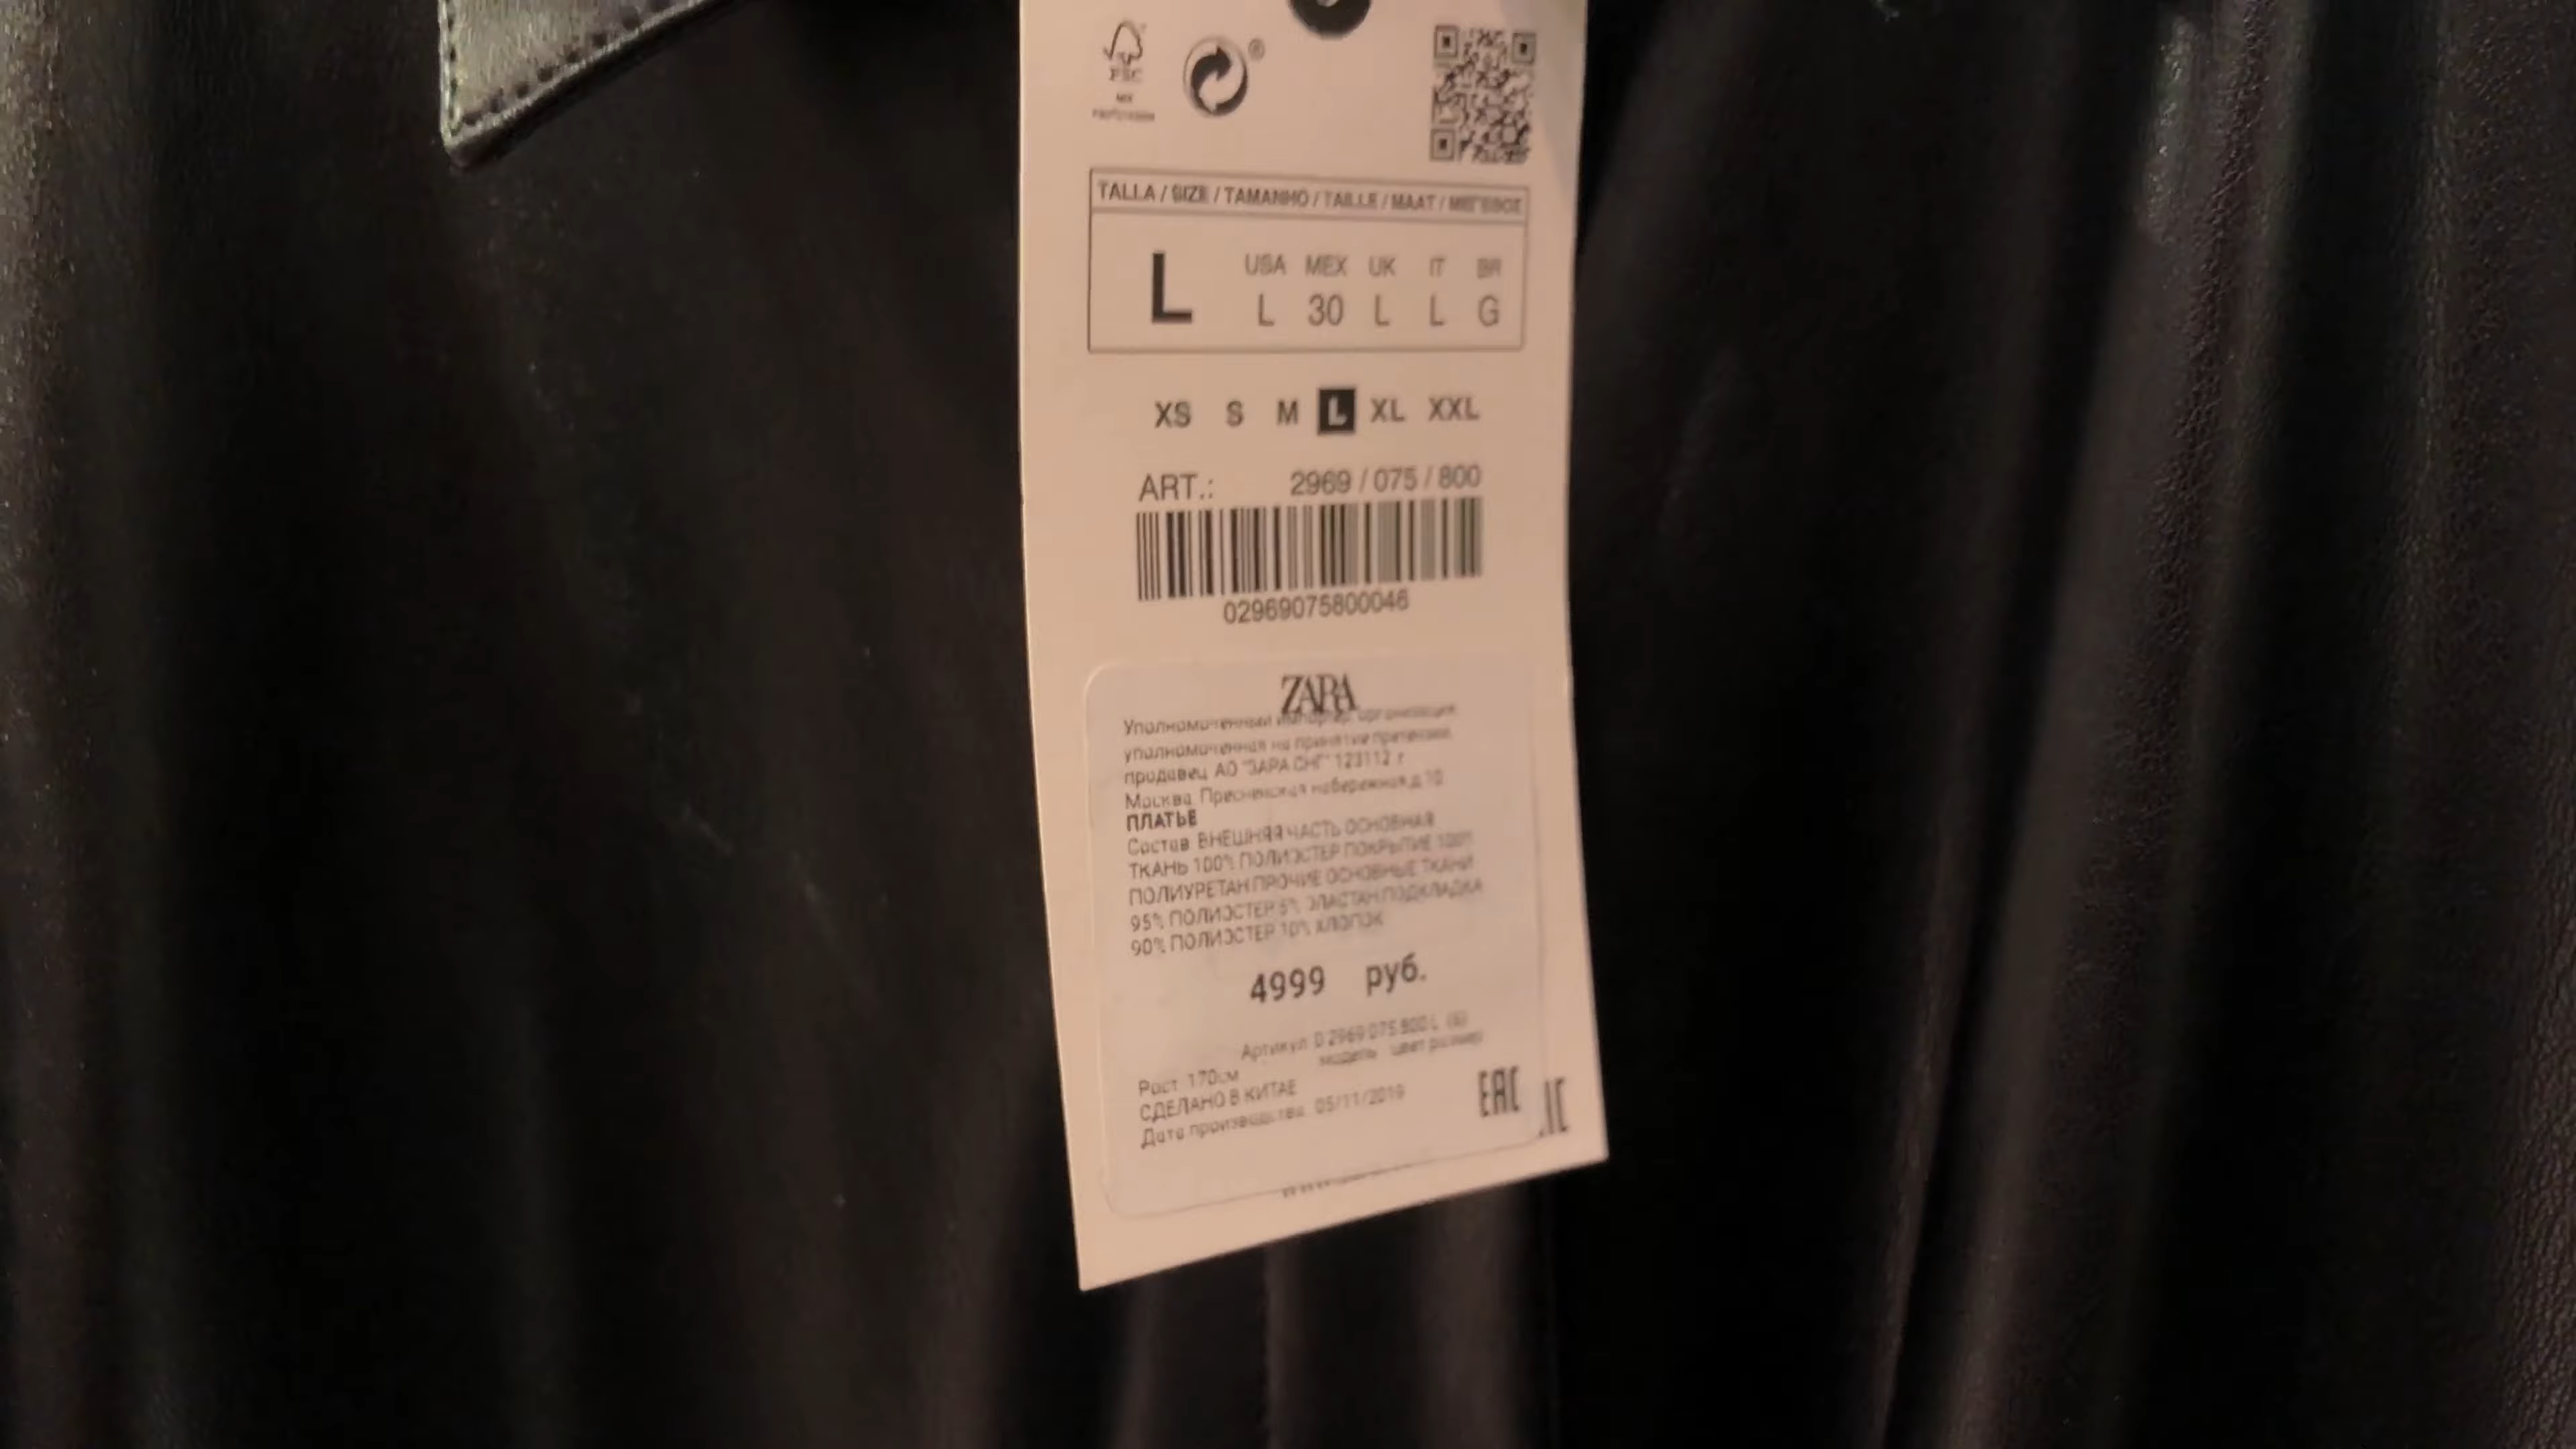 FSC
MIX
TALLA / SIZE / TAMANHO / TAILLE / MAAT /
USA MEX UK IT BR
L L 30 L L G
XS S M L XL XXL
ART.: 2969 / 075 / 800
02969075800046
ZARA
Уполномоченный импортер, организация
уполномоченная на принятие претензий,
продавец АО "ЗАРА СНГ" 123112 г
Москва Пресненская набережная д 10
ПЛАТЬЕ
Состав ВНЕШНЯЯ ЧАСТЬ ОСНОВНАЯ
ТКАНЬ 100% ПОЛИЭСТЕР ПОКРЫТИЕ 100%
ПОЛИУРЕТАН ПРОЧИЕ ОСНОВНЫЕ ТКАНИ
95% ПОЛИЭСТЕР 5% ЭЛАСТАН ПОДКЛАДКА
90% ПОЛИЭСТЕР 10% ХЛОПОК
4999 руб.
Артикул 0 2969 075 800 L
модель цвет размер
Рост 170см
СДЕЛАНО В КИТАЕ
Дата производства 05/11/2019
EAC